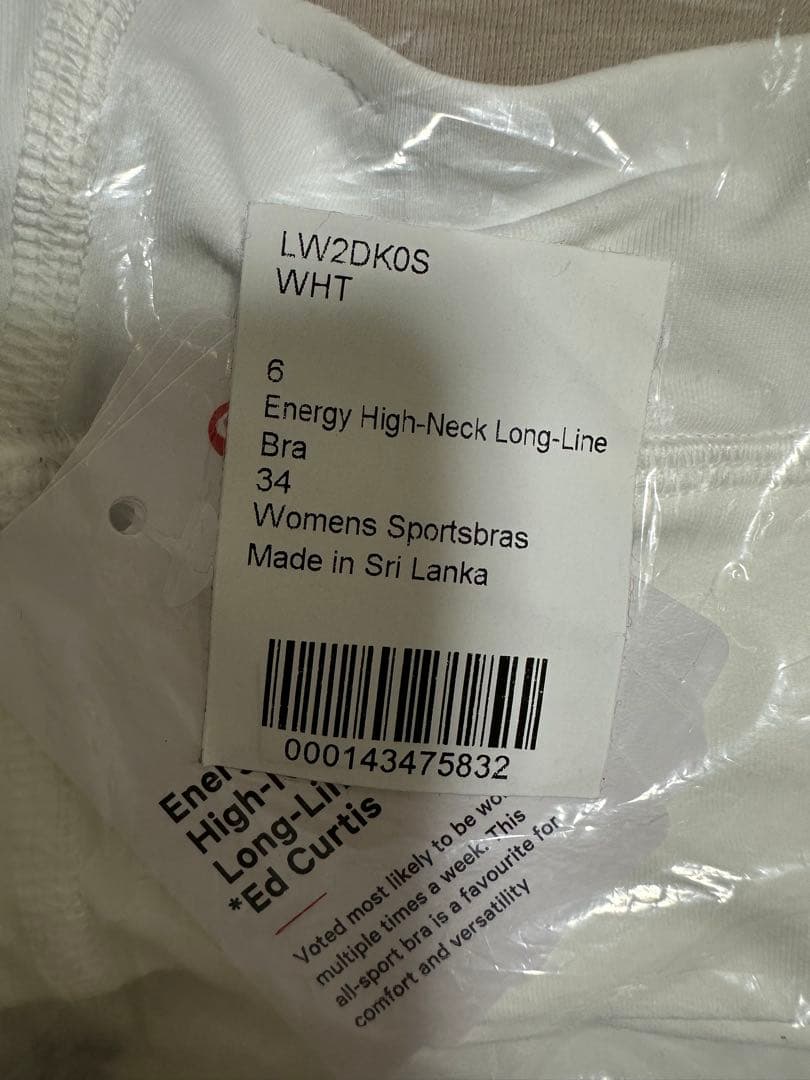 LW2DK0S
WHT
6
Energy High-Neck Long-Line
Bra
34
Womens Sportsbras
Made in Sri Lanka
000143475832
Long-Lin
*Ed Curtis
Voted most likely to be
multiple times a week. This
all-sport bra is a favourite for
comfort and versatility